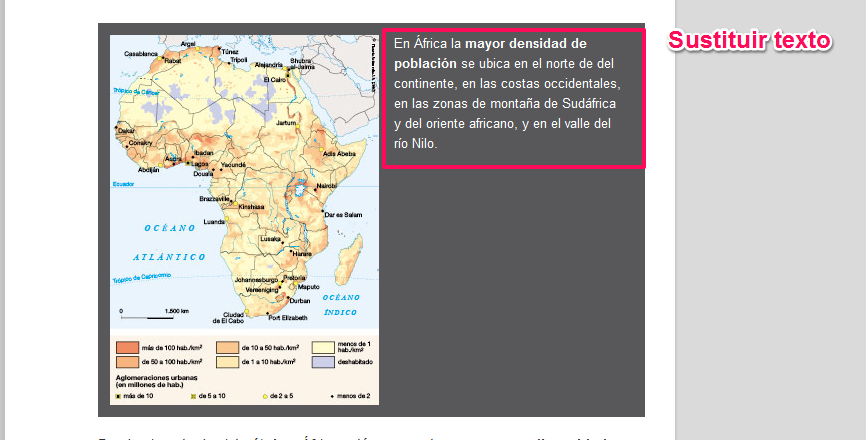 En África la mayor densidad de
población se ubica en el norte de del
continente, en las costas occidentales,
en las zonas de montaña de Sudáfrica
y del oriente africano, y en el valle del
río Nilo.
Sustituir texto
Argel
Túnez
Casablanca
Rabat
Trípoli
Alejandría
Shubra
al-Jaima
El Cairo
Trópico de Cáncer
Dakar
Jartum
Conakry
Ibadan
Adis Abeba
Accra
Lagos
Yaoundé
Abidján
Douala
Ecuador
Nairobi
Brazzaville
Kinshasa
Luanda
Dar es Salam
OCÉANO
ATLÁNTICO
Lusaka
Harare
Trópico de Capricornio
Johannesburgo
Pretoria
Vereeniging
Maputo
OCÉANO
ÍNDICO
Durban
0 1.500 km
Ciudad
de El Cabo
Port Elizabeth
más de 100 hab./km²
de 10 a 50 hab./km²
menos de 1
hab./km²
de 50 a 100 hab./km²
de 1 a 10 hab./km²
deshabitado
Aglomeraciones urbanas
(en millones de hab.)
más de 10
de 5 a 10
de 2 a 5
menos de 2